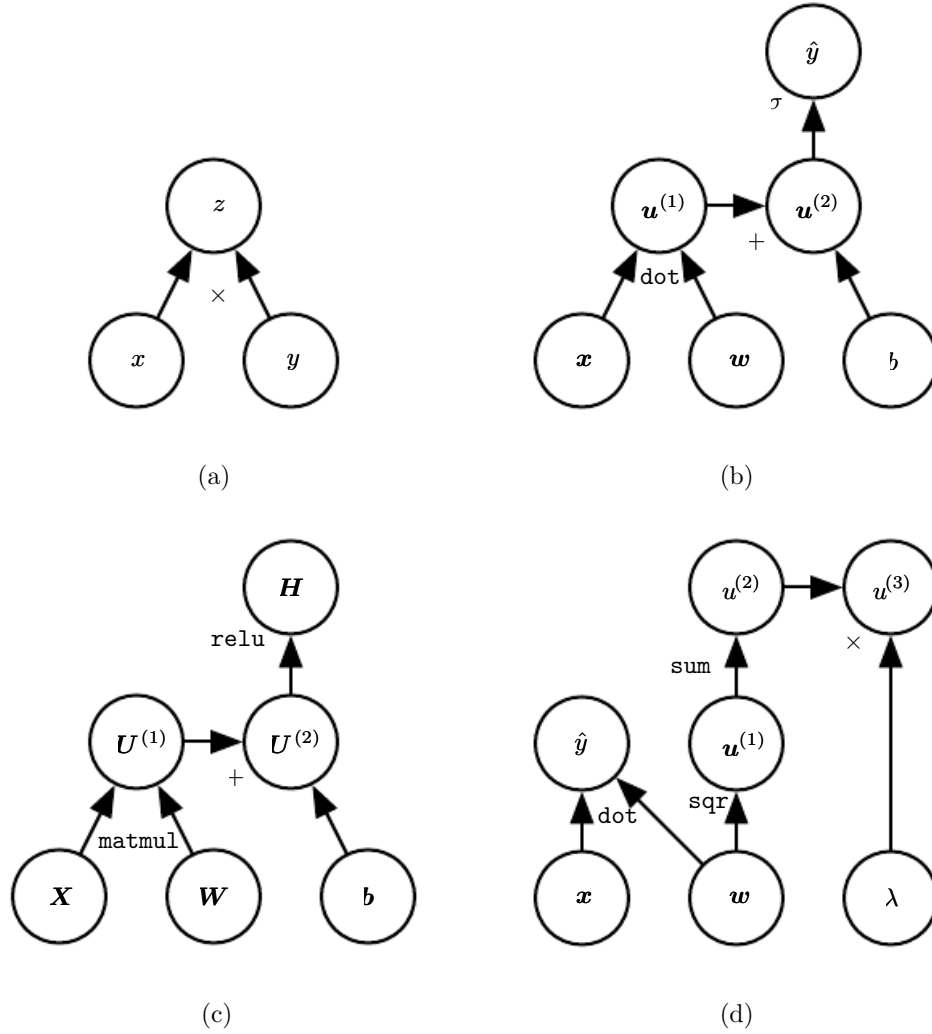 ŷ
σ
z
u⁽¹⁾
u⁽²⁾
+
dot
×
x
y
x
w
b
(a)
(b)
H
u⁽²⁾
u⁽³⁾
relu
×
sum
U⁽¹⁾
U⁽²⁾
ŷ
u⁽¹⁾
+
sqr
dot
matmul
X
W
b
x
w
λ
(c)
(d)